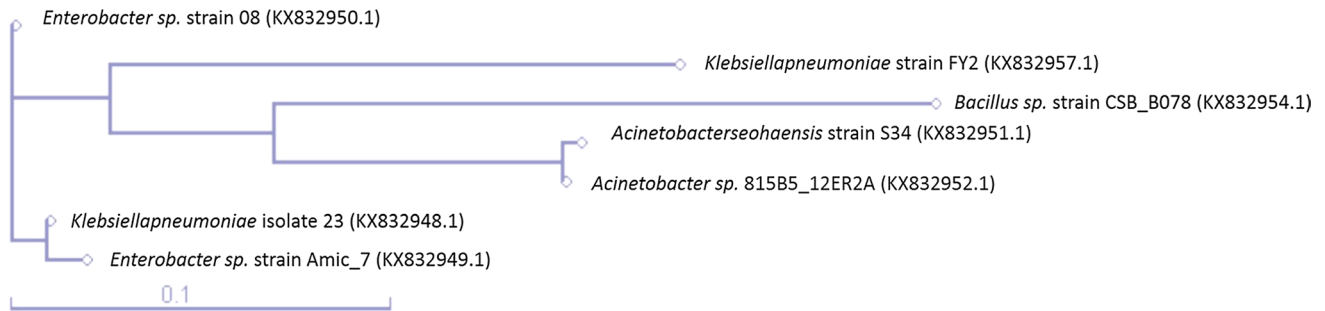 Enterobacter sp. strain 08 (KX832950.1)
Klebsiellapneumoniae strain FY2 (KX832957.1)
Bacillus sp. strain CSB_B078 (KX832954.1)
Acinetobacterseohaensis strain S34 (KX832951.1)
Acinetobacter sp. 815B5_12ER2A (KX832952.1)
Klebsiellapneumoniae isolate 23 (KX832948.1)
Enterobacter sp. strain Amic_7 (KX832949.1)
0.1